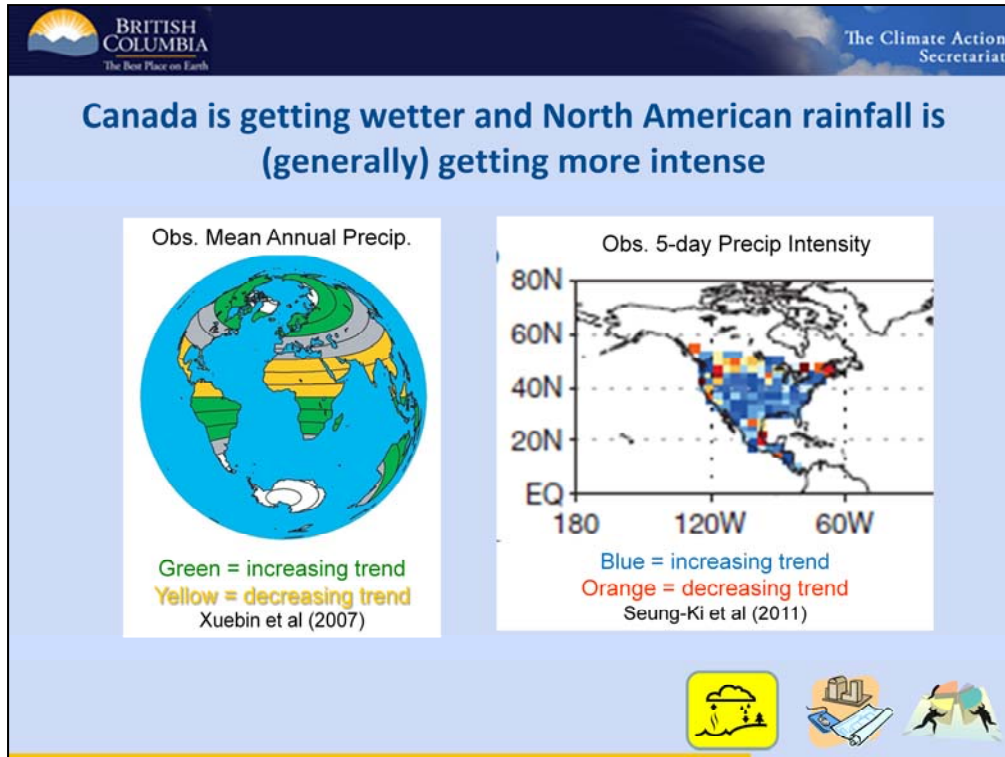 BRITISH
COLUMBIA
The Best Place on Earth
The Climate Action
Secretariat
Canada is getting wetter and North American rainfall is
(generally) getting more intense
Obs. Mean Annual Precip.
Green = increasing trend
Yellow = decreasing trend
Xuebin et al (2007)
Obs. 5-day Precip Intensity
80N
60N
40N
20N
EQ
180 120W 60W
Blue = increasing trend
Orange = decreasing trend
Seung-Ki et al (2011)